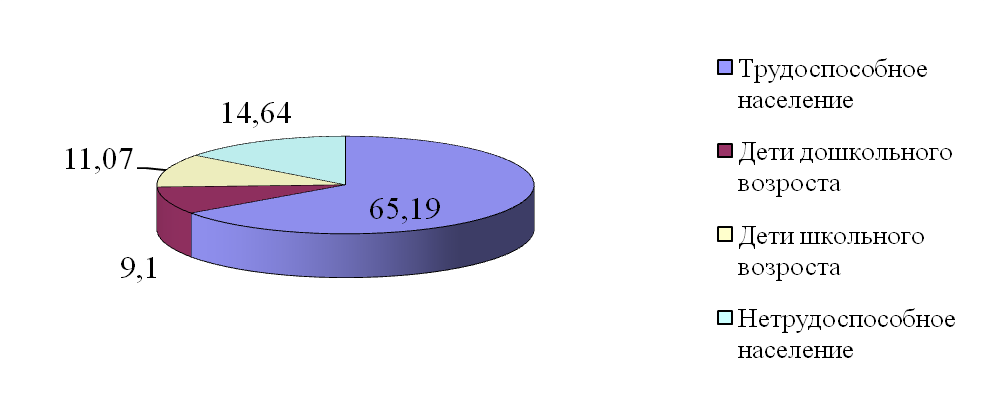 14,64
11,07
65,19
9,1
Трудоспособное
население
Дети дошкольного
возроста
Дети школьного
возроста
Нетрудоспособное
население